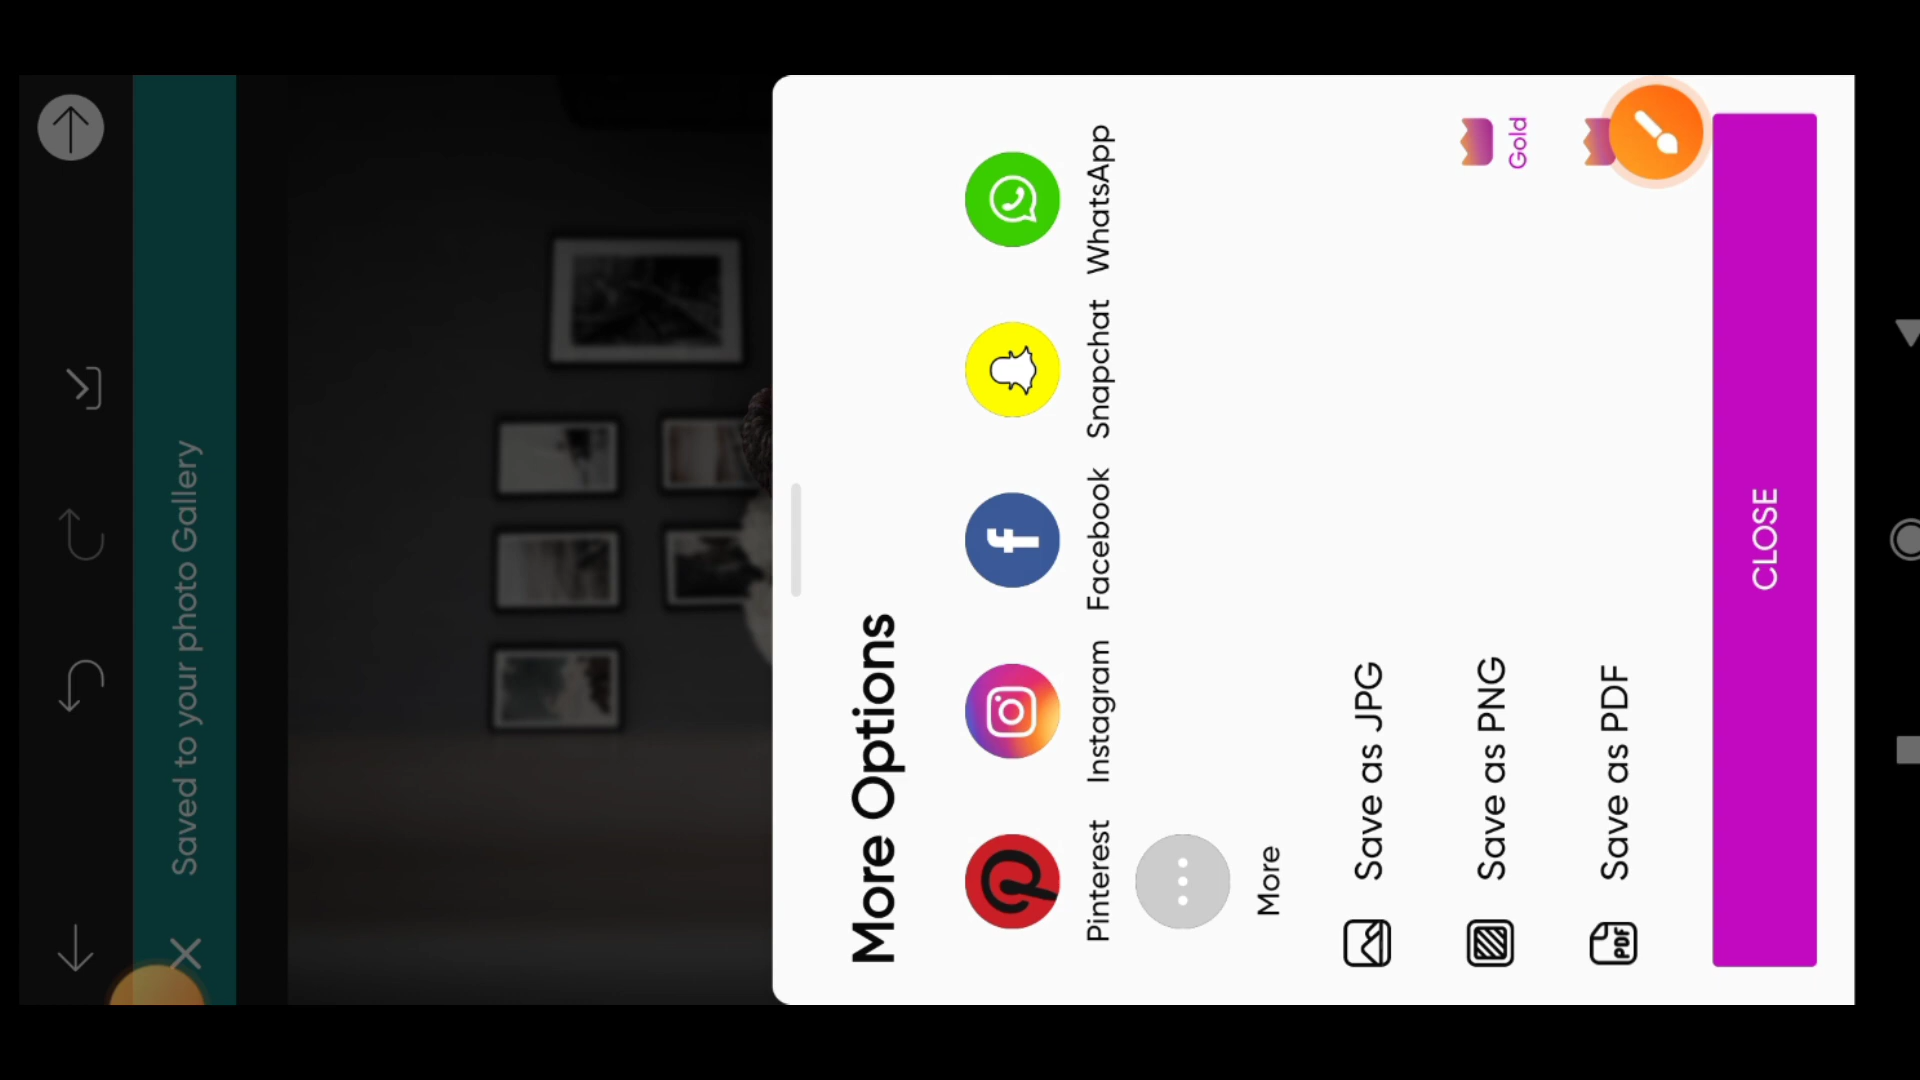 Saved to your photo Gallery
More Options
Pinterest
Instagram
Facebook
Snapchat
WhatsApp
More
Save as JPG
Save as PNG
Gold
Save as PDF
PDF
CLOSE